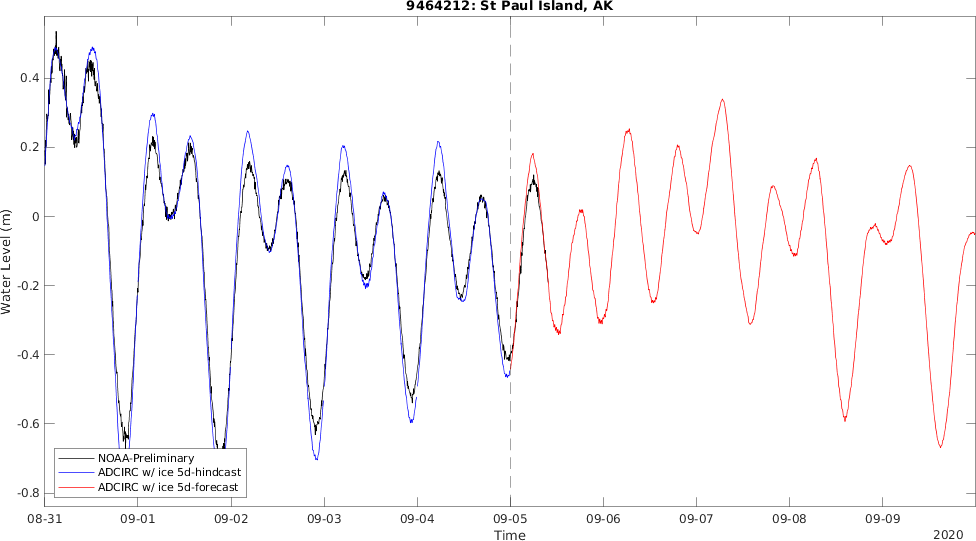 9464212: St Paul Island, AK
Water Level (m)
0.4
0.2
0
-0.2
-0.4
-0.6
-0.8
NOAA-Preliminary
ADCIRC w/ ice 5d-hindcast
ADCIRC w/ ice 5d-forecast
08-31 09-01 09-02 09-03 09-04 09-05 09-06 09-07 09-08 09-09
Time
2020